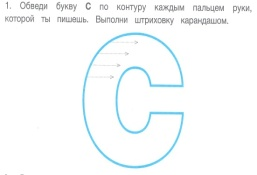 1. Обведи букву С по контуру каждым пальцем руки,
которой ты пишешь. Выполни штриховку карандашом.
С